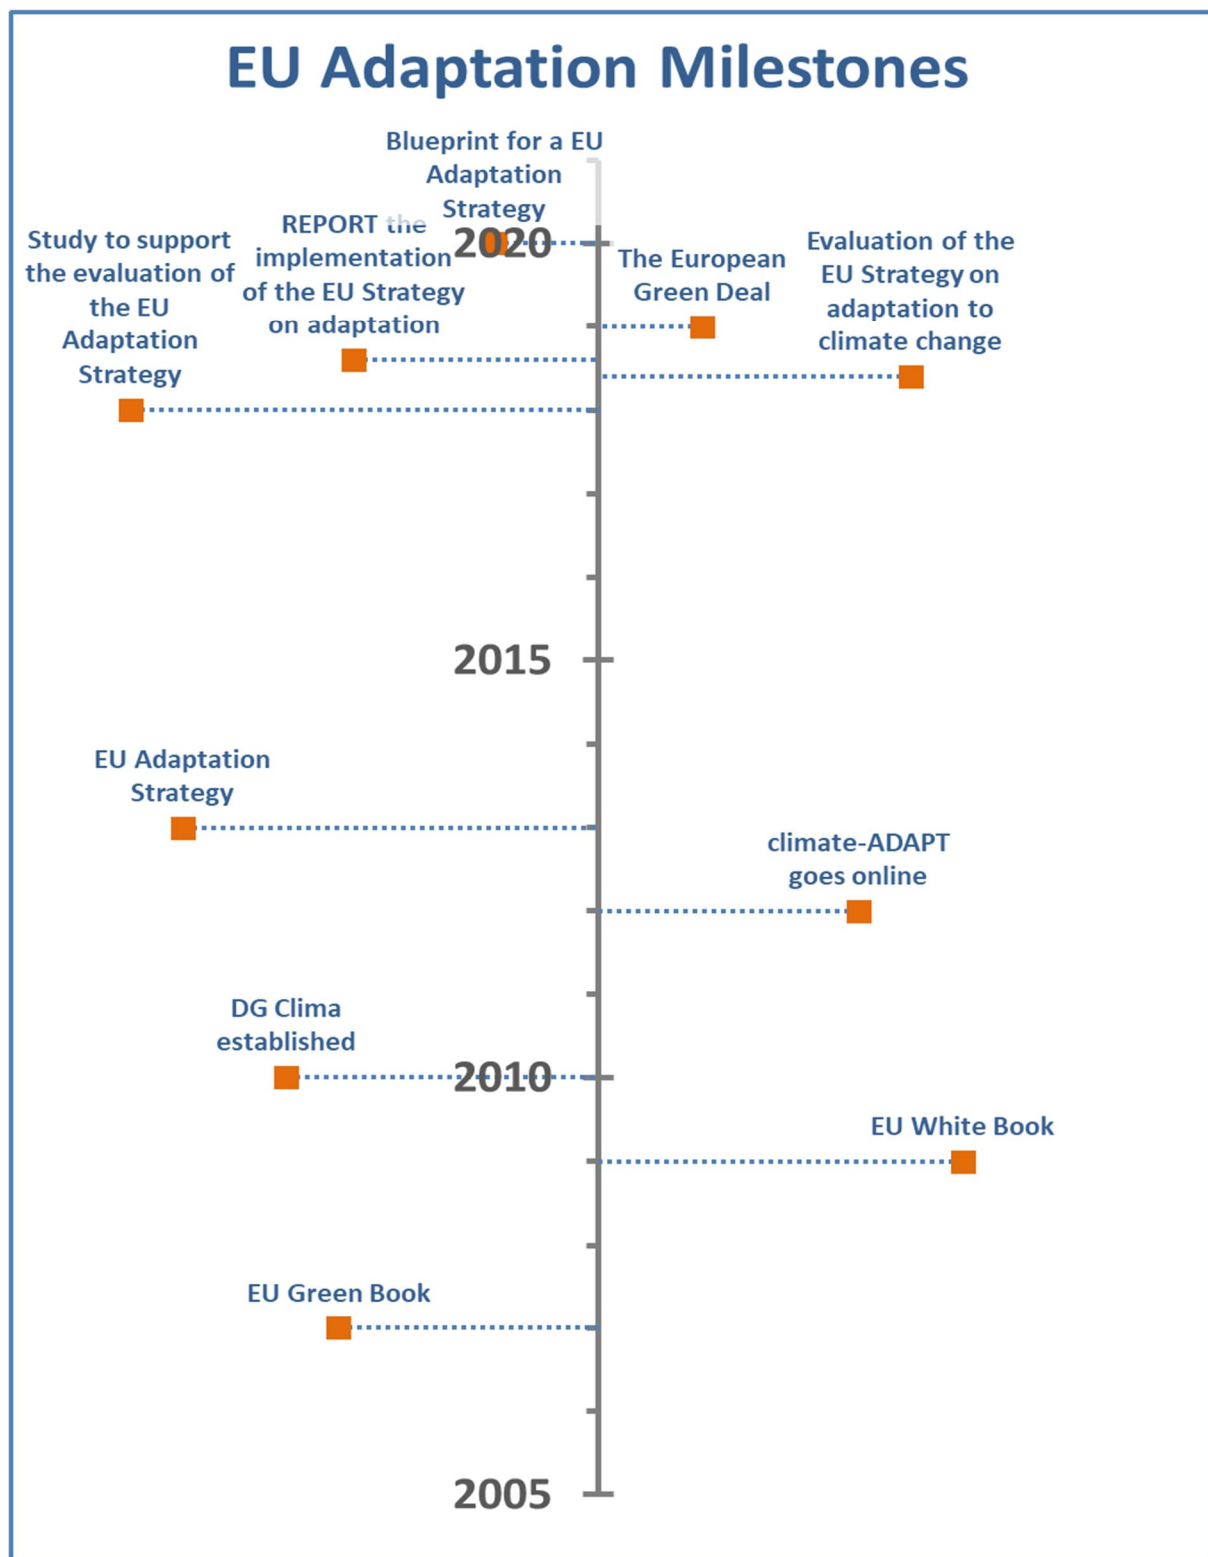 EU Adaptation Milestones
Blueprint for a EU
Adaptation
Strategy
2020
REPORT the
implementation
of the EU Strategy
on adaptation
Study to support
the evaluation of
the EU
Adaptation
Strategy
The European
Green Deal
Evaluation of the
EU Strategy on
adaptation to
climate change
2015
EU Adaptation
Strategy
climate-ADAPT
goes online
DG Clima
established
2010
EU White Book
EU Green Book
2005